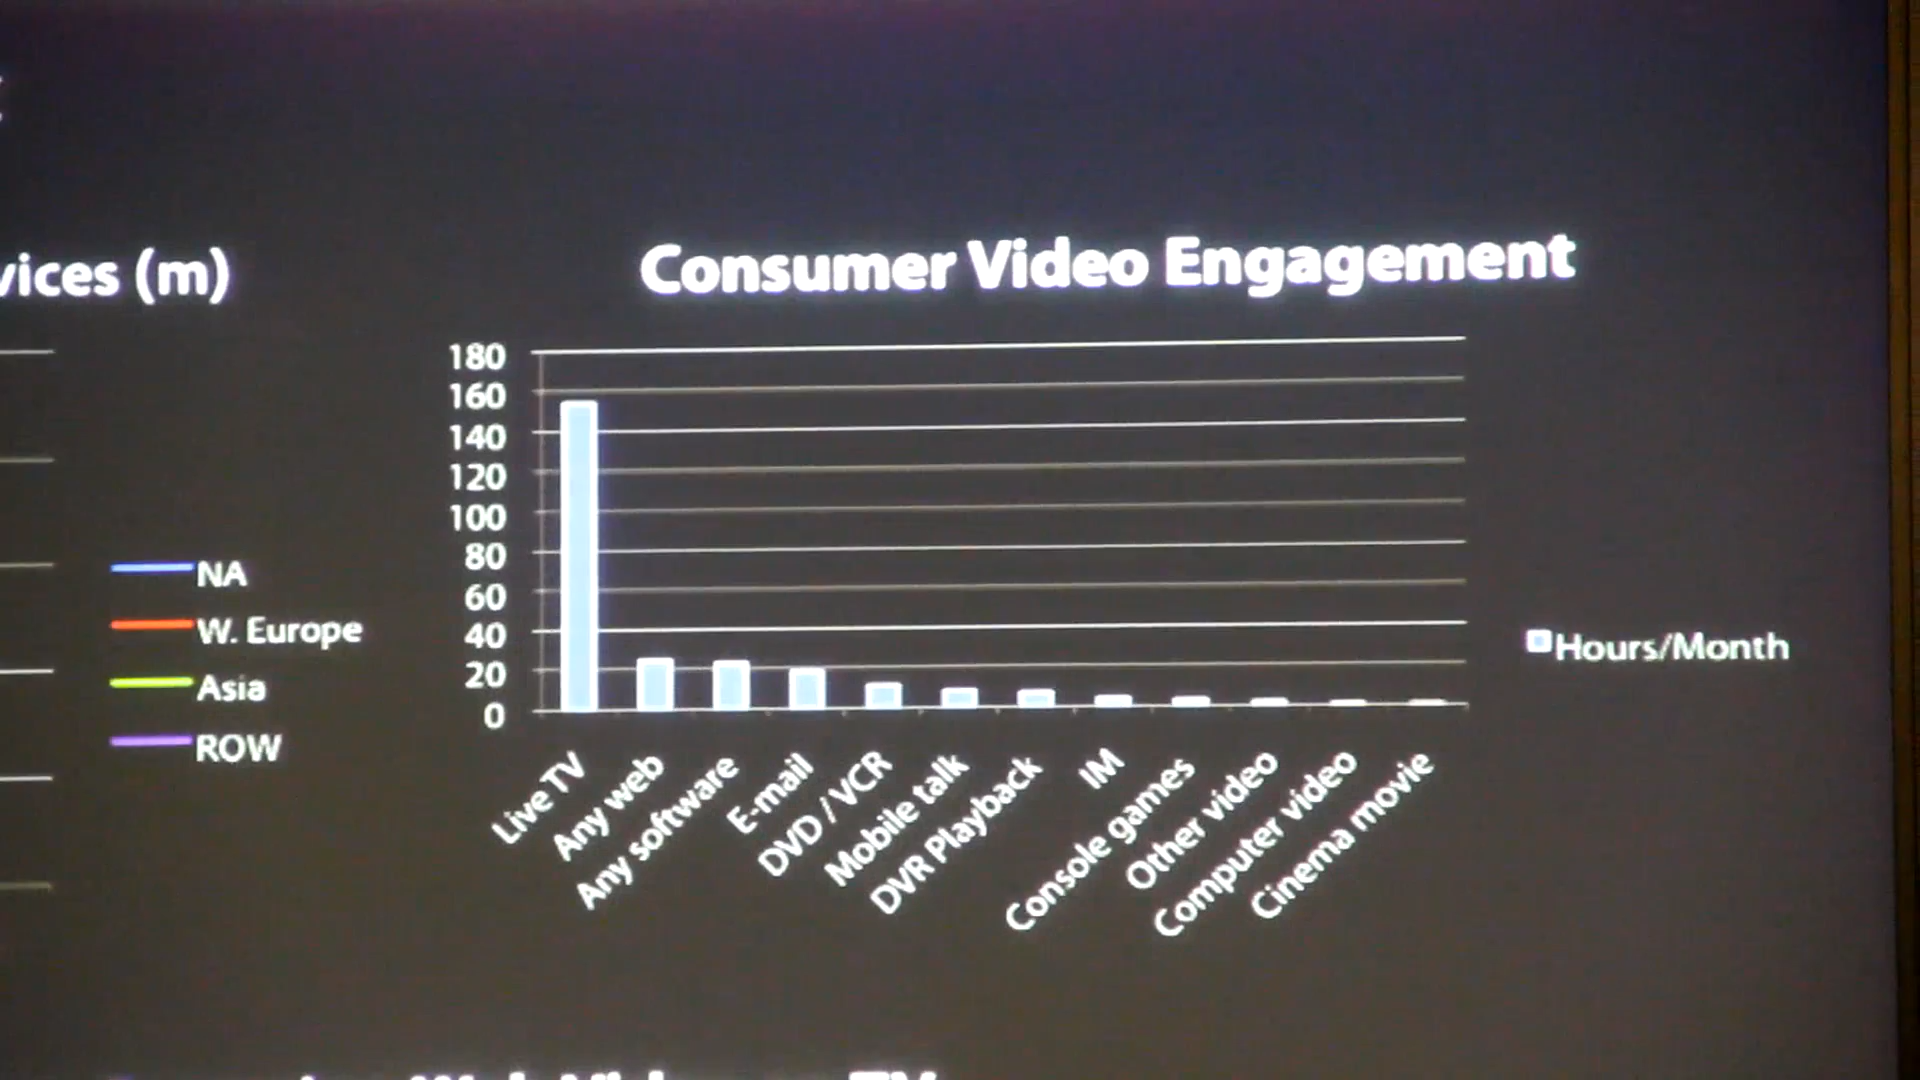 vices (m)
NA
W. Europe
Asia
ROW
Consumer Video Engagement
180
160
140
120
100
80
60
40
20
0
Live TV
Any web
Any software
E-mail
DVD / VCR
Mobile talk
DVR Playback
IM
Console games
Other video
Computer video
Cinema movie
Hours/Month